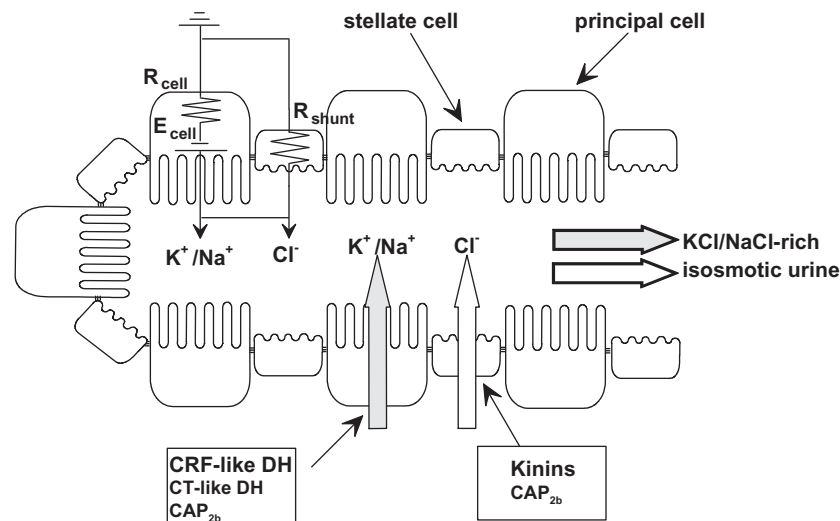 stellate cell
principal cell
R cell
E cell
R shunt
K⁺/Na⁺
Cl⁻
K⁺/Na⁺
Cl⁻
KCl/NaCl-rich
isosmotic urine
CRF-like DH
CT-like DH
CAP₂b
Kinins
CAP₂b